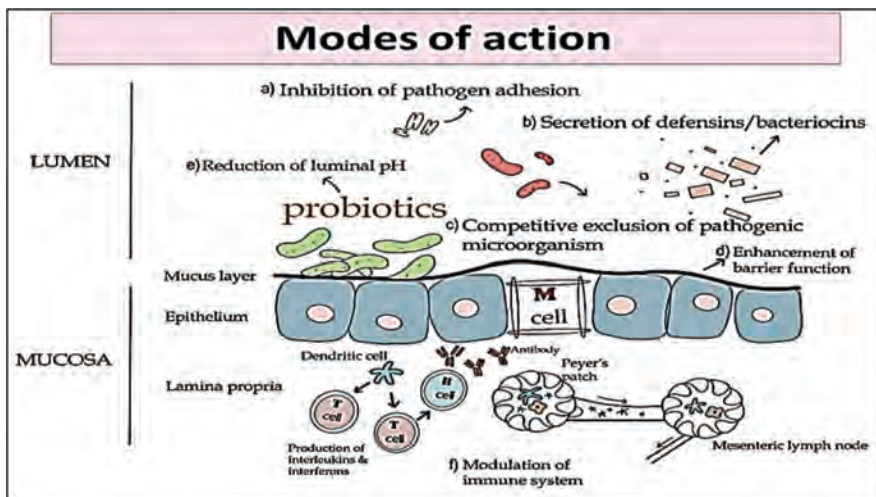 Modes of action
a) Inhibition of pathogen adhesion
b) Secretion of defensins/bacteriocins
LUMEN
e) Reduction of luminal pH
probiotics
c) Competitive exclusion of pathogenic
microorganism
d) Enhancement of
barrier function
Mucus layer
M
cell
Epithelium
MUCOSA
Dendritic cell
Antibody
Peyer's
patch
Lamina propria
B
cell
T
cell
T
cell
Production of
interleukins &
interferons
Mesenteric lymph node
f) Modulation of
immune system